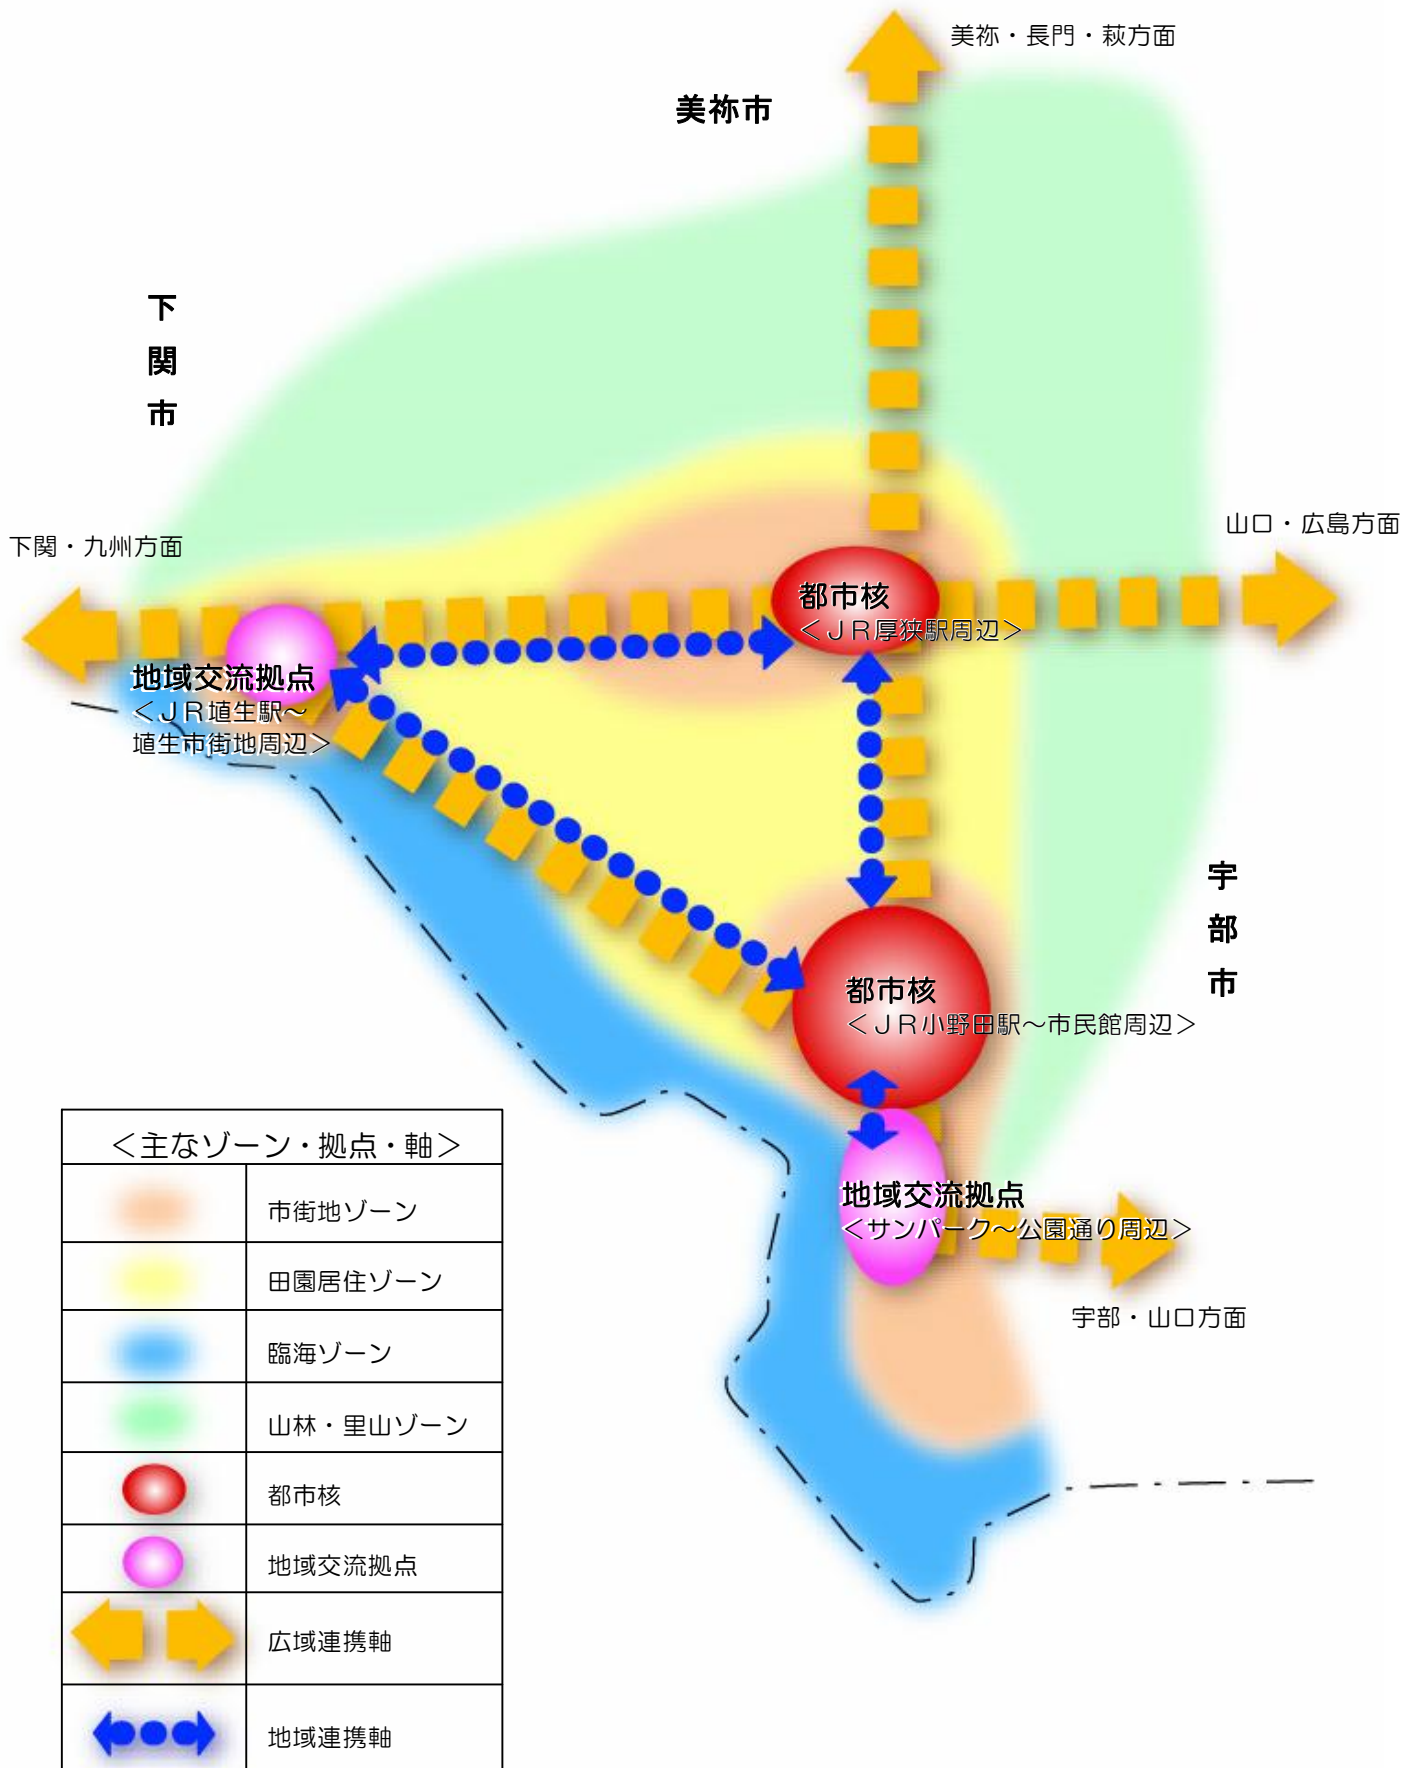 美祢・長門・萩方面
美祢市
下関市
山口・広島方面
下関・九州方面
都市核
＜ＪＲ厚狭駅周辺＞
地域交流拠点
＜ＪＲ埴生駅～
埴生市街地周辺＞
宇部市
都市核
＜ＪＲ小野田駅～市民館周辺＞
地域交流拠点
＜サンパーク～公園通り周辺＞
宇部・山口方面
＜主なゾーン・拠点・軸＞
市街地ゾーン
田園居住ゾーン
臨海ゾーン
山林・里山ゾーン
都市核
地域交流拠点
広域連携軸
地域連携軸